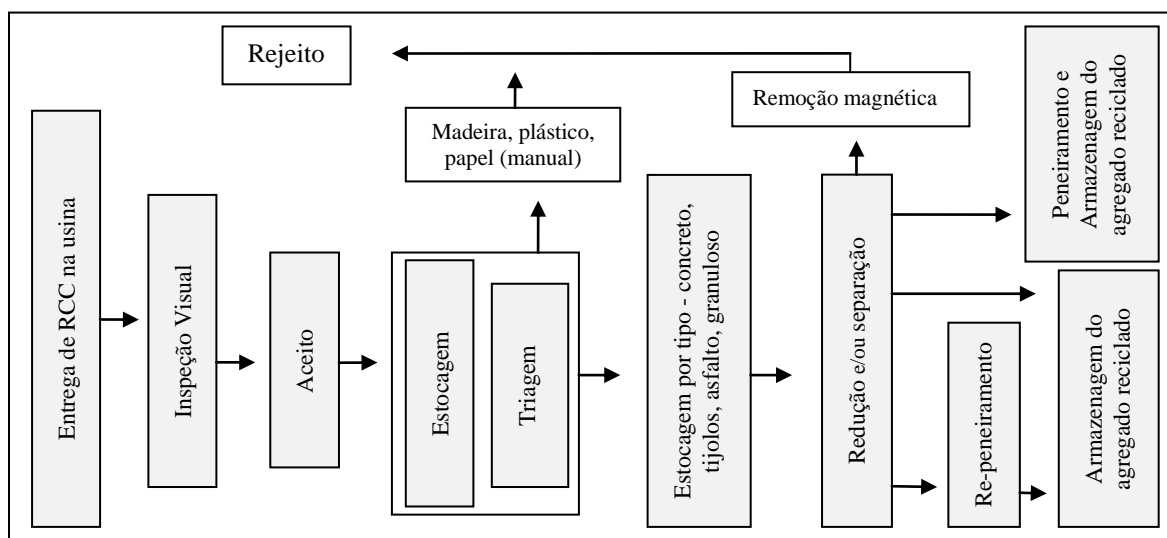 Rejeito
Remoção magnética
Madeira, plástico,
papel (manual)
Entrega de RCC na usina
Inspeção Visual
Aceito
Estocagem
Triagem
Estocagem por tipo - concreto,
tijolos, asfalto, granuloso
Redução e/ou separação
Peneiramento e
Armazenagem do
agregado reciclado
Re-peneiramento
Armazenagem do
agregado reciclado